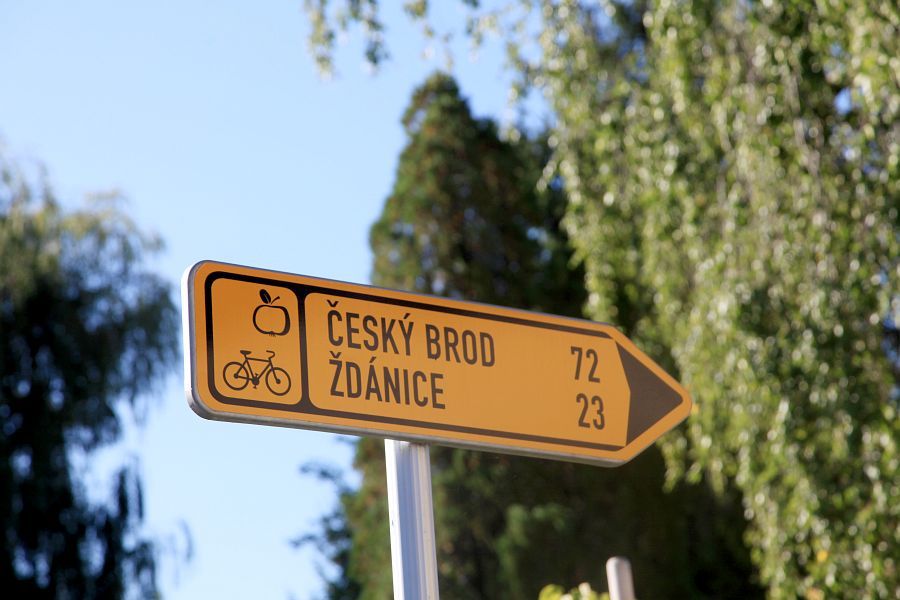 ČESKÝ BROD 72
ŽDÁNICE 23